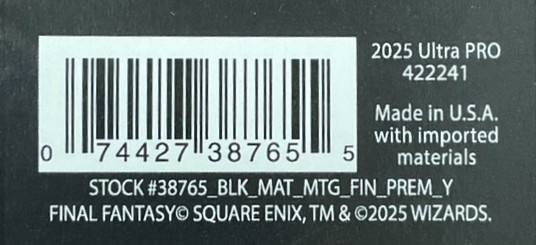 2025 Ultra PRO
422241
Made in U.S.A.
with imported
materials
0 74427 38765 5
STOCK #38765_BLK_MAT_MTG_FIN_PREM_Y
FINAL FANTASY© SQUARE ENIX, TM & ©2025 WIZARDS.